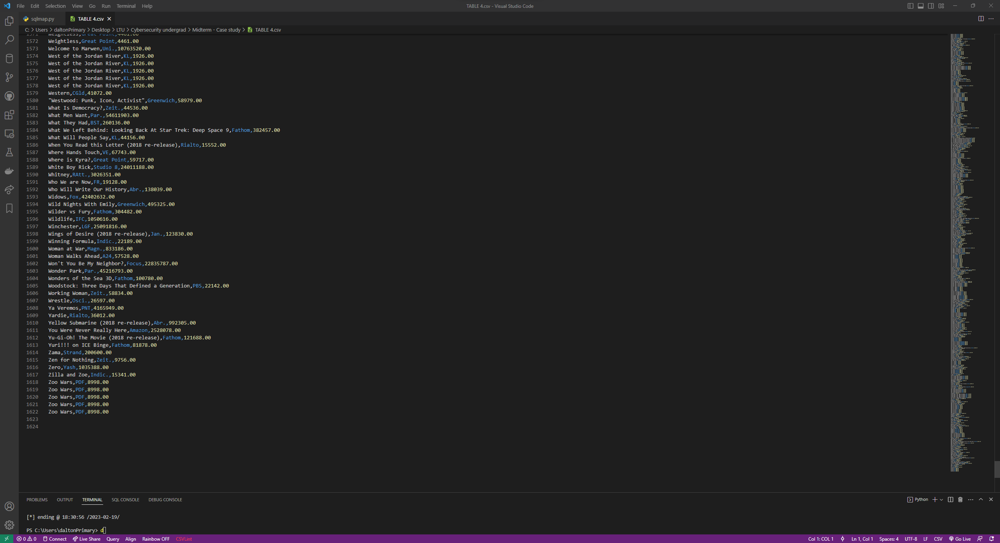 File Edit Selection View Go Run Terminal Help
TABLE 4.csv - Visual Studio Code
sqlmap.py
TABLE 4.csv
C: > Users > daltonPrimary > Desktop > LTU > Cybersecurity undergrad > Midterm - Case study > TABLE 4.csv
1571 Weightless,Great Point,4461.00
1572 Weightless,Great Point,4461.00
1573 Welcome to Marwen,Uni.,10763520.00
1574 West of the Jordan River,KL,1926.00
1575 West of the Jordan River,KL,1926.00
1576 West of the Jordan River,KL,1926.00
1577 West of the Jordan River,KL,1926.00
1578 West of the Jordan River,KL,1926.00
1579 Western,CGld,41072.00
1580 "Westwood: Punk, Icon, Activist",Greenwich,58979.00
1581 What Is Democracy?,Zeit.,44536.00
1582 What Men Want,Par.,54611903.00
1583 What They Had,BST,260136.00
1584 What We Left Behind: Looking Back At Star Trek: Deep Space 9,Fathom,382457.00
1585 What Will People Say,KL,44156.00
1586 When You Read this Letter (2018 re-release),Rialto,15552.00
1587 Where Hands Touch,VE,67743.00
1588 Where is Kyra?,Great Point,59717.00
1589 White Boy Rick,Studio 8,24011188.00
1590 Whitney,RAtt.,3026351.00
1591 Who We are Now,FR,19128.00
1592 Who Will Write Our History,Abr.,138039.00
1593 Widows,Fox,42402632.00
1594 Wild Nights With Emily,Greenwich,495325.00
1595 Wilder vs Fury,Fathom,304482.00
1596 Wildlife,IFC,1050616.00
1597 Winchester,LGF,25091816.00
1598 Wings of Desire (2018 re-release),Jan.,123830.00
1599 Winning Formula,Indic.,22189.00
1600 Woman at War,Magn.,833186.00
1601 Woman Walks Ahead,A24,57528.00
1602 Won't You Be My Neighbor?,Focus,22835787.00
1603 Wonder Park,Par.,45216793.00
1604 Wonders of the Sea 3D,Fathom,100780.00
1605 Woodstock: Three Days That Defined a Generation,PBS,22142.00
1606 Working Woman,Zeit.,58834.00
1607 Wrestle,Osci.,26597.00
1608 Ya Veremos,PNT,4165949.00
1609 Yardie,Rialto,36012.00
1610 Yellow Submarine (2018 re-release),Abr.,992305.00
1611 You Were Never Really Here,Amazon,2528078.00
1612 Yu-Gi-Oh! The Movie (2018 re-release),Fathom,121688.00
1613 Yuri!!! on ICE Binge,Fathom,81878.00
1614 Zama,Strand,200600.00
1615 Zen for Nothing,Zeit.,9756.00
1616 Zero,Yash,1035388.00
1617 Zilla and Zoe,Indic.,15341.00
1618 Zoo Wars,PDF,8998.00
1619 Zoo Wars,PDF,8998.00
1620 Zoo Wars,PDF,8998.00
1621 Zoo Wars,PDF,8998.00
1622 Zoo Wars,PDF,8998.00
1623
1624
PROBLEMS OUTPUT TERMINAL SQL CONSOLE DEBUG CONSOLE
Python
[*] ending @ 18:30:56 /2023-02-19/
PS C:\Users\daltonPrimary> d
0 0 Connect Live Share Query Align Rainbow OFF CSVLint
Col 1: COL 1 Ln 1, Col 1 Spaces: 4 UTF-8 LF CSV Go Live